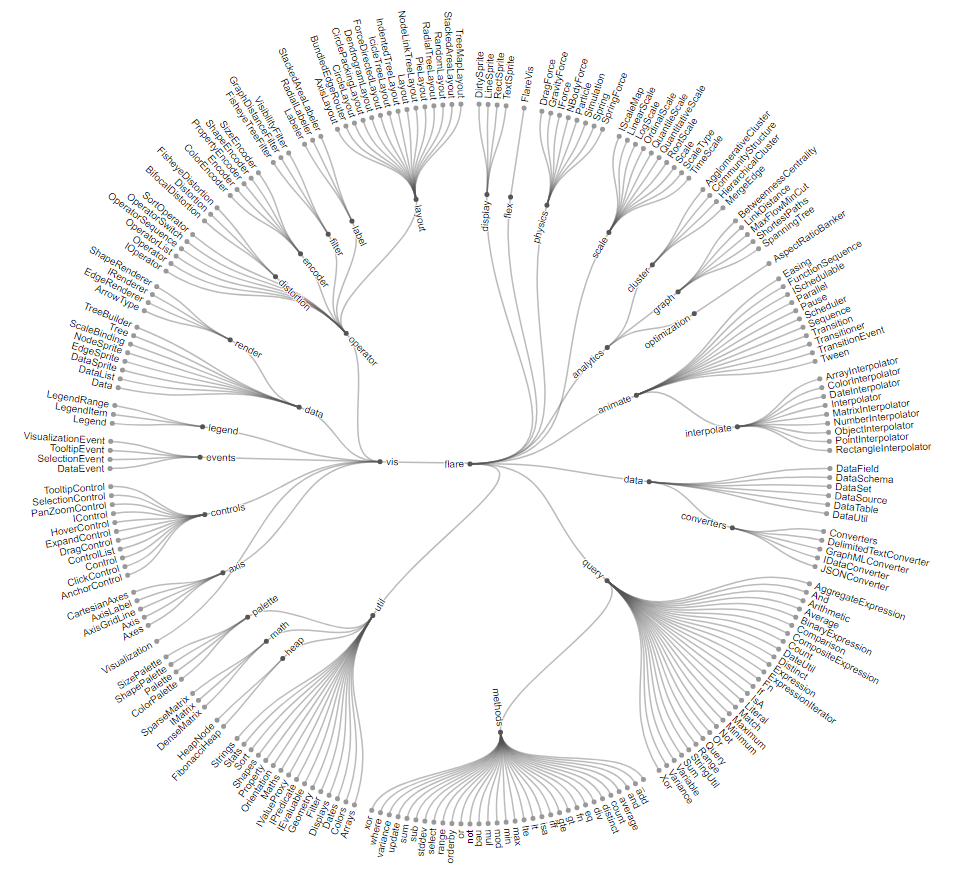 flare
analytics
cluster
AgglomerativeCluster
CommunityStructure
HierarchicalCluster
MergeEdge
graph
BetweennessCentrality
LinkDistance
MaxFlowMinCut
ShortestPaths
SpanningTree
optimization
AspectRatioBanker
animate
Easing
FunctionSequence
ISchedulable
Parallel
Pause
Scheduler
Sequence
Transition
Transitioner
TransitionEvent
Tween
interpolate
ArrayInterpolator
ColorInterpolator
DateInterpolator
Interpolator
MatrixInterpolator
NumberInterpolator
ObjectInterpolator
PointInterpolator
RectangleInterpolator
data
DataField
DataSchema
DataSet
DataSource
DataTable
DataUtil
converters
Converters
DelimitedTextConverter
GraphMLConverter
IDataConverter
JSONConverter
query
AggregateExpression
And
Arithmetic
Average
BinaryExpression
Comparison
CompositeExpression
Count
DateUtil
Distinct
Expression
ExpressionIterator
Fn
If
IsA
Literal
Match
Maximum
Minimum
Not
Or
Query
Range
StringUtil
Sum
Variable
Variance
Xor
methods
add
and
average
count
distinct
div
eq
fn
gt
gte
iff
isa
lt
lte
max
min
mod
mul
neq
not
or
orderby
range
select
stddev
sub
sum
update
variance
where
xor
util
Arrays
Colors
Dates
Displays
Filter
Geometry
IEvaluable
IPredicate
IValueProxy
Maths
Orientation
Property
Shapes
Sort
Stats
Strings
heap
FibonacciHeap
HeapNode
math
DenseMatrix
IMatrix
SparseMatrix
palette
ColorPalette
Palette
ShapePalette
SizePalette
vis
Visualization
axis
Axes
Axis
AxisGridLine
AxisLabel
CartesianAxes
controls
AnchorControl
ClickControl
Control
ControlList
DragControl
ExpandControl
HoverControl
IControl
PanZoomControl
SelectionControl
TooltipControl
events
DataEvent
SelectionEvent
TooltipEvent
VisualizationEvent
legend
Legend
LegendItem
LegendRange
data
Data
DataList
DataSprite
EdgeSprite
NodeSprite
ScaleBinding
Tree
TreeBuilder
render
ArrowType
EdgeRenderer
IRenderer
ShapeRenderer
operator
IOperator
Operator
OperatorList
OperatorSequence
OperatorSwitch
SortOperator
distortion
BifocalDistortion
Distortion
FisheyeDistortion
encoder
ColorEncoder
Encoder
PropertyEncoder
ShapeEncoder
SizeEncoder
filter
FisheyeTreeFilter
GraphDistanceFilter
VisibilityFilter
label
Labeler
RadialLabeler
StackedAreaLabeler
layout
AxisLayout
BundledEdgeRouter
CircleLayout
CirclePackingLayout
DendrogramLayout
ForceDirectedLayout
IcicleTreeLayout
IndentedTreeLayout
Layout
NodeLinkTreeLayout
PieLayout
RadialTreeLayout
RandomLayout
StackedAreaLayout
TreeMapLayout
display
DirtySprite
LineSprite
RectSprite
TextSprite
flex
FlareVis
physics
DragForce
GravityForce
IForce
NBodyForce
Particle
Simulation
Spring
SpringForce
scale
IScaleMap
LinearScale
LogScale
OrdinalScale
QuantileScale
QuantitativeScale
RootScale
Scale
ScaleType
TimeScale